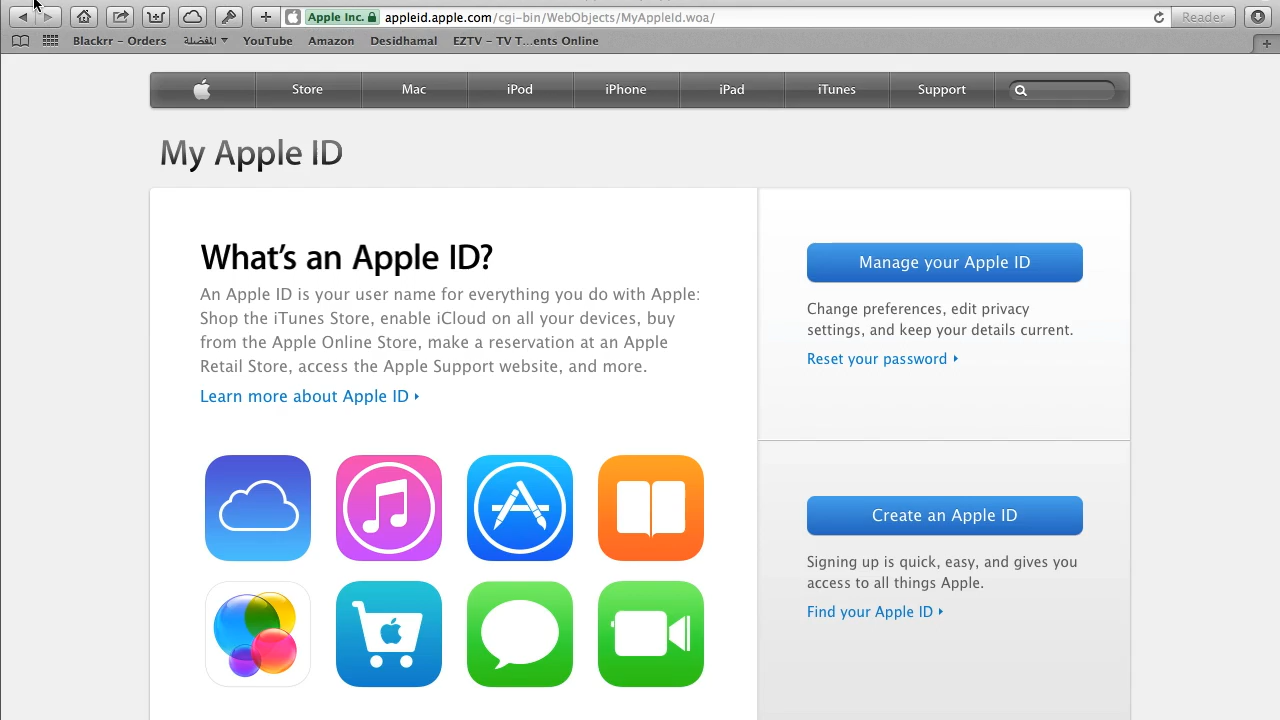 Apple Inc. appleid.apple.com/cgi-bin/WebObjects/MyAppleId.woa/ Reader
Blackrr – Orders المفضلة YouTube Amazon Desidhamal EZTV – TV T...ents Online
Store Mac iPod iPhone iPad iTunes Support
My Apple ID
What's an Apple ID?
An Apple ID is your user name for everything you do with Apple:
Shop the iTunes Store, enable iCloud on all your devices, buy
from the Apple Online Store, make a reservation at an Apple
Retail Store, access the Apple Support website, and more.
Learn more about Apple ID
Manage your Apple ID
Change preferences, edit privacy
settings, and keep your details current.
Reset your password
Create an Apple ID
Signing up is quick, easy, and gives you
access to all things Apple.
Find your Apple ID